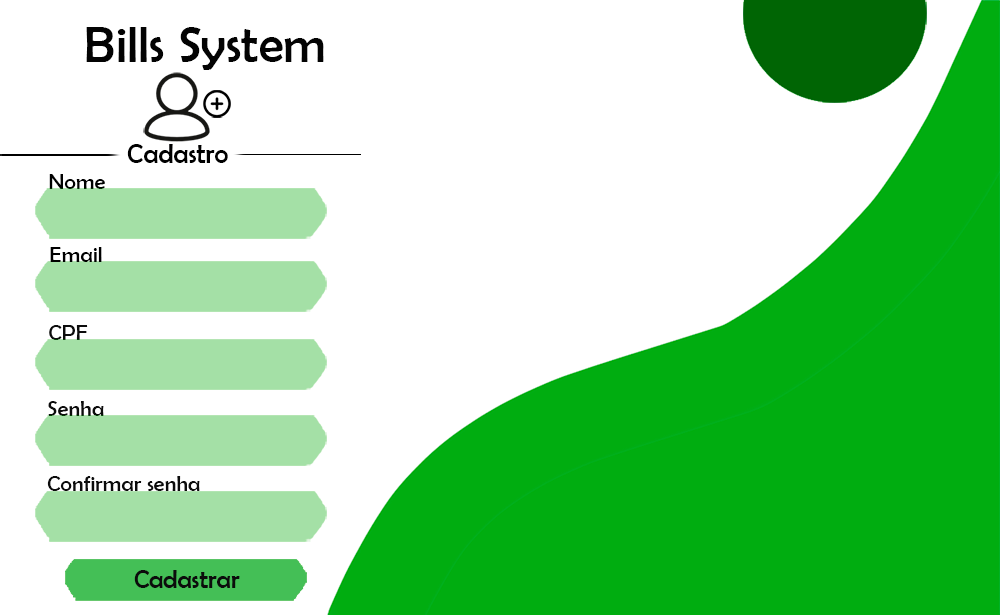 Bills System
Cadastro
Nome
Email
CPF
Senha
Confirmar senha
Cadastrar